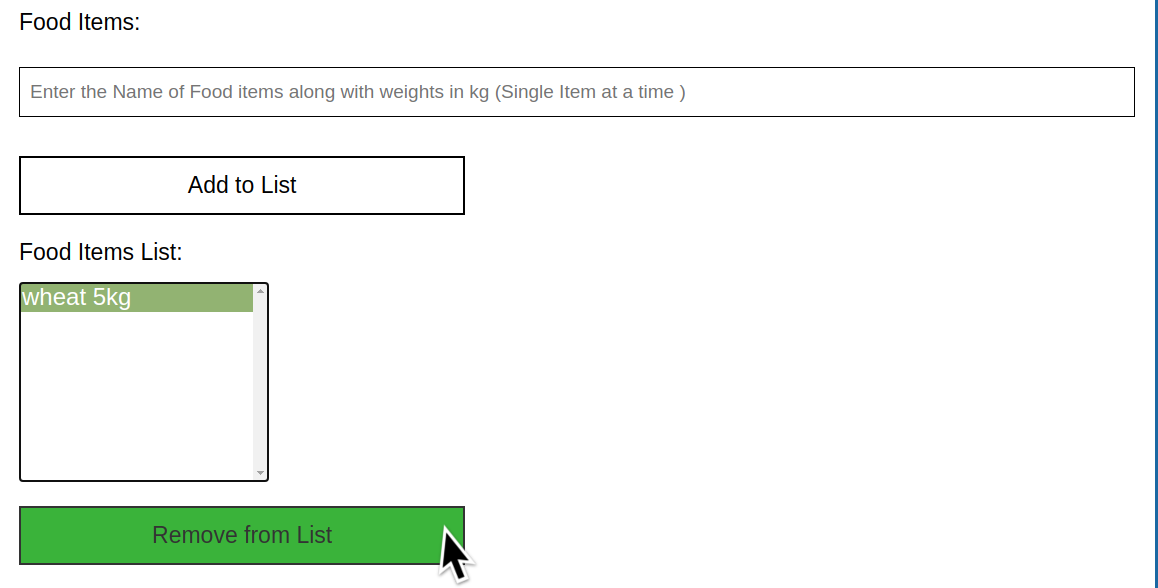 Food Items:
Enter the Name of Food items along with weights in kg (Single Item at a time )
Add to List
Food Items List:
wheat 5kg
Remove from List